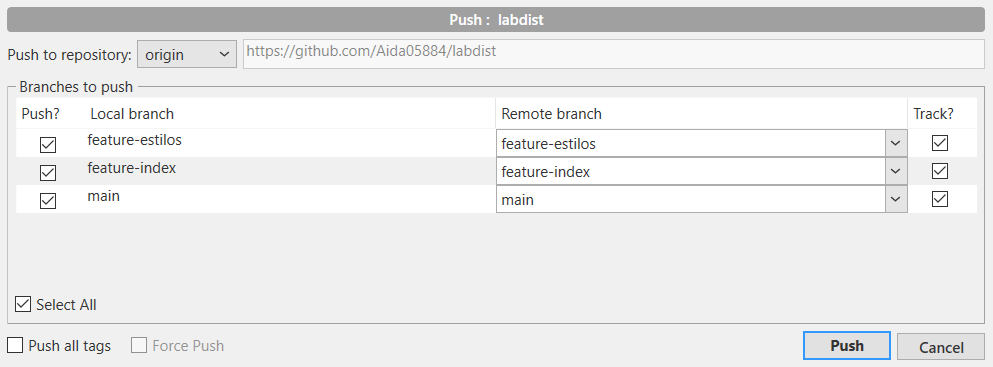 Push :  labdist
Push to repository: origin https://github.com/Aida05884/labdist
Branches to push
Push? Local branch Remote branch Track?
feature-estilos feature-estilos
feature-index feature-index
main main
Select All
Push all tags Force Push Push Cancel